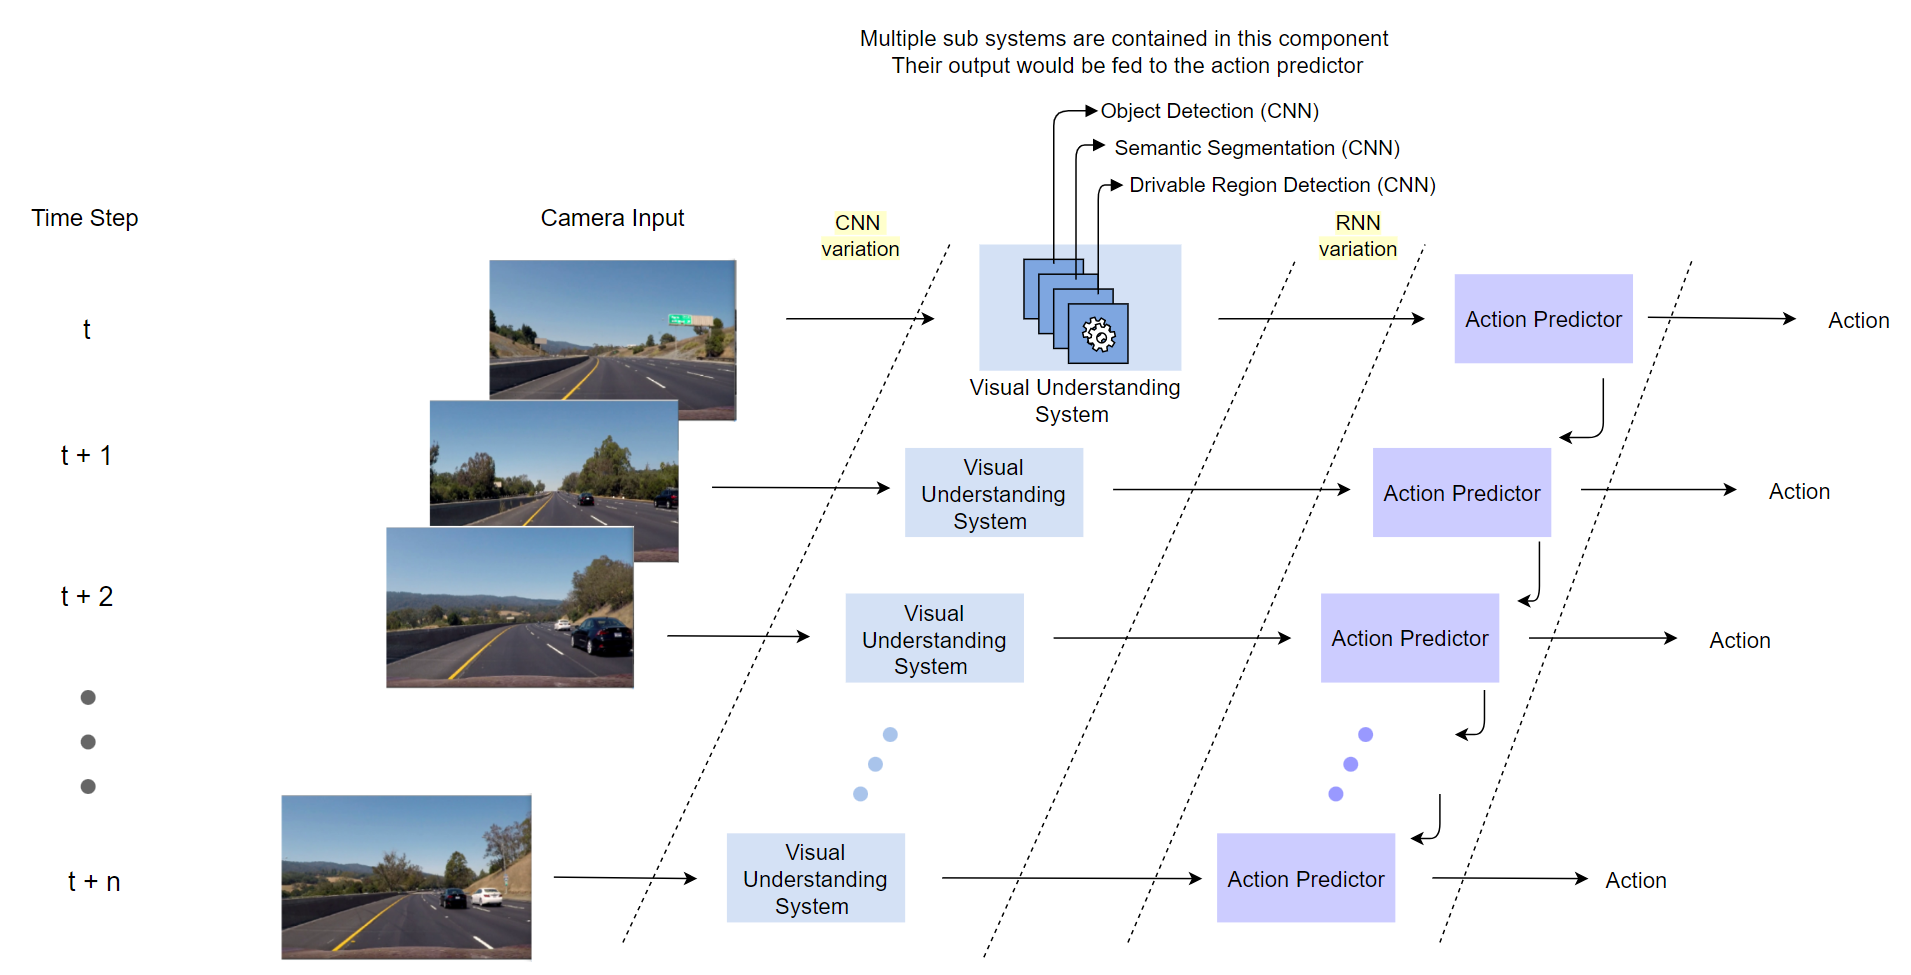 Multiple sub systems are contained in this component
Their output would be fed to the action predictor
Object Detection (CNN)
Semantic Segmentation (CNN)
Drivable Region Detection (CNN)
Time Step
Camera Input
CNN
variation
RNN
variation
t
Action Predictor
Action
Visual Understanding
System
t + 1
Visual
Understanding
System
Action Predictor
Action
t + 2
Visual
Understanding
System
Action Predictor
Action
t + n
Visual
Understanding
System
Action Predictor
Action